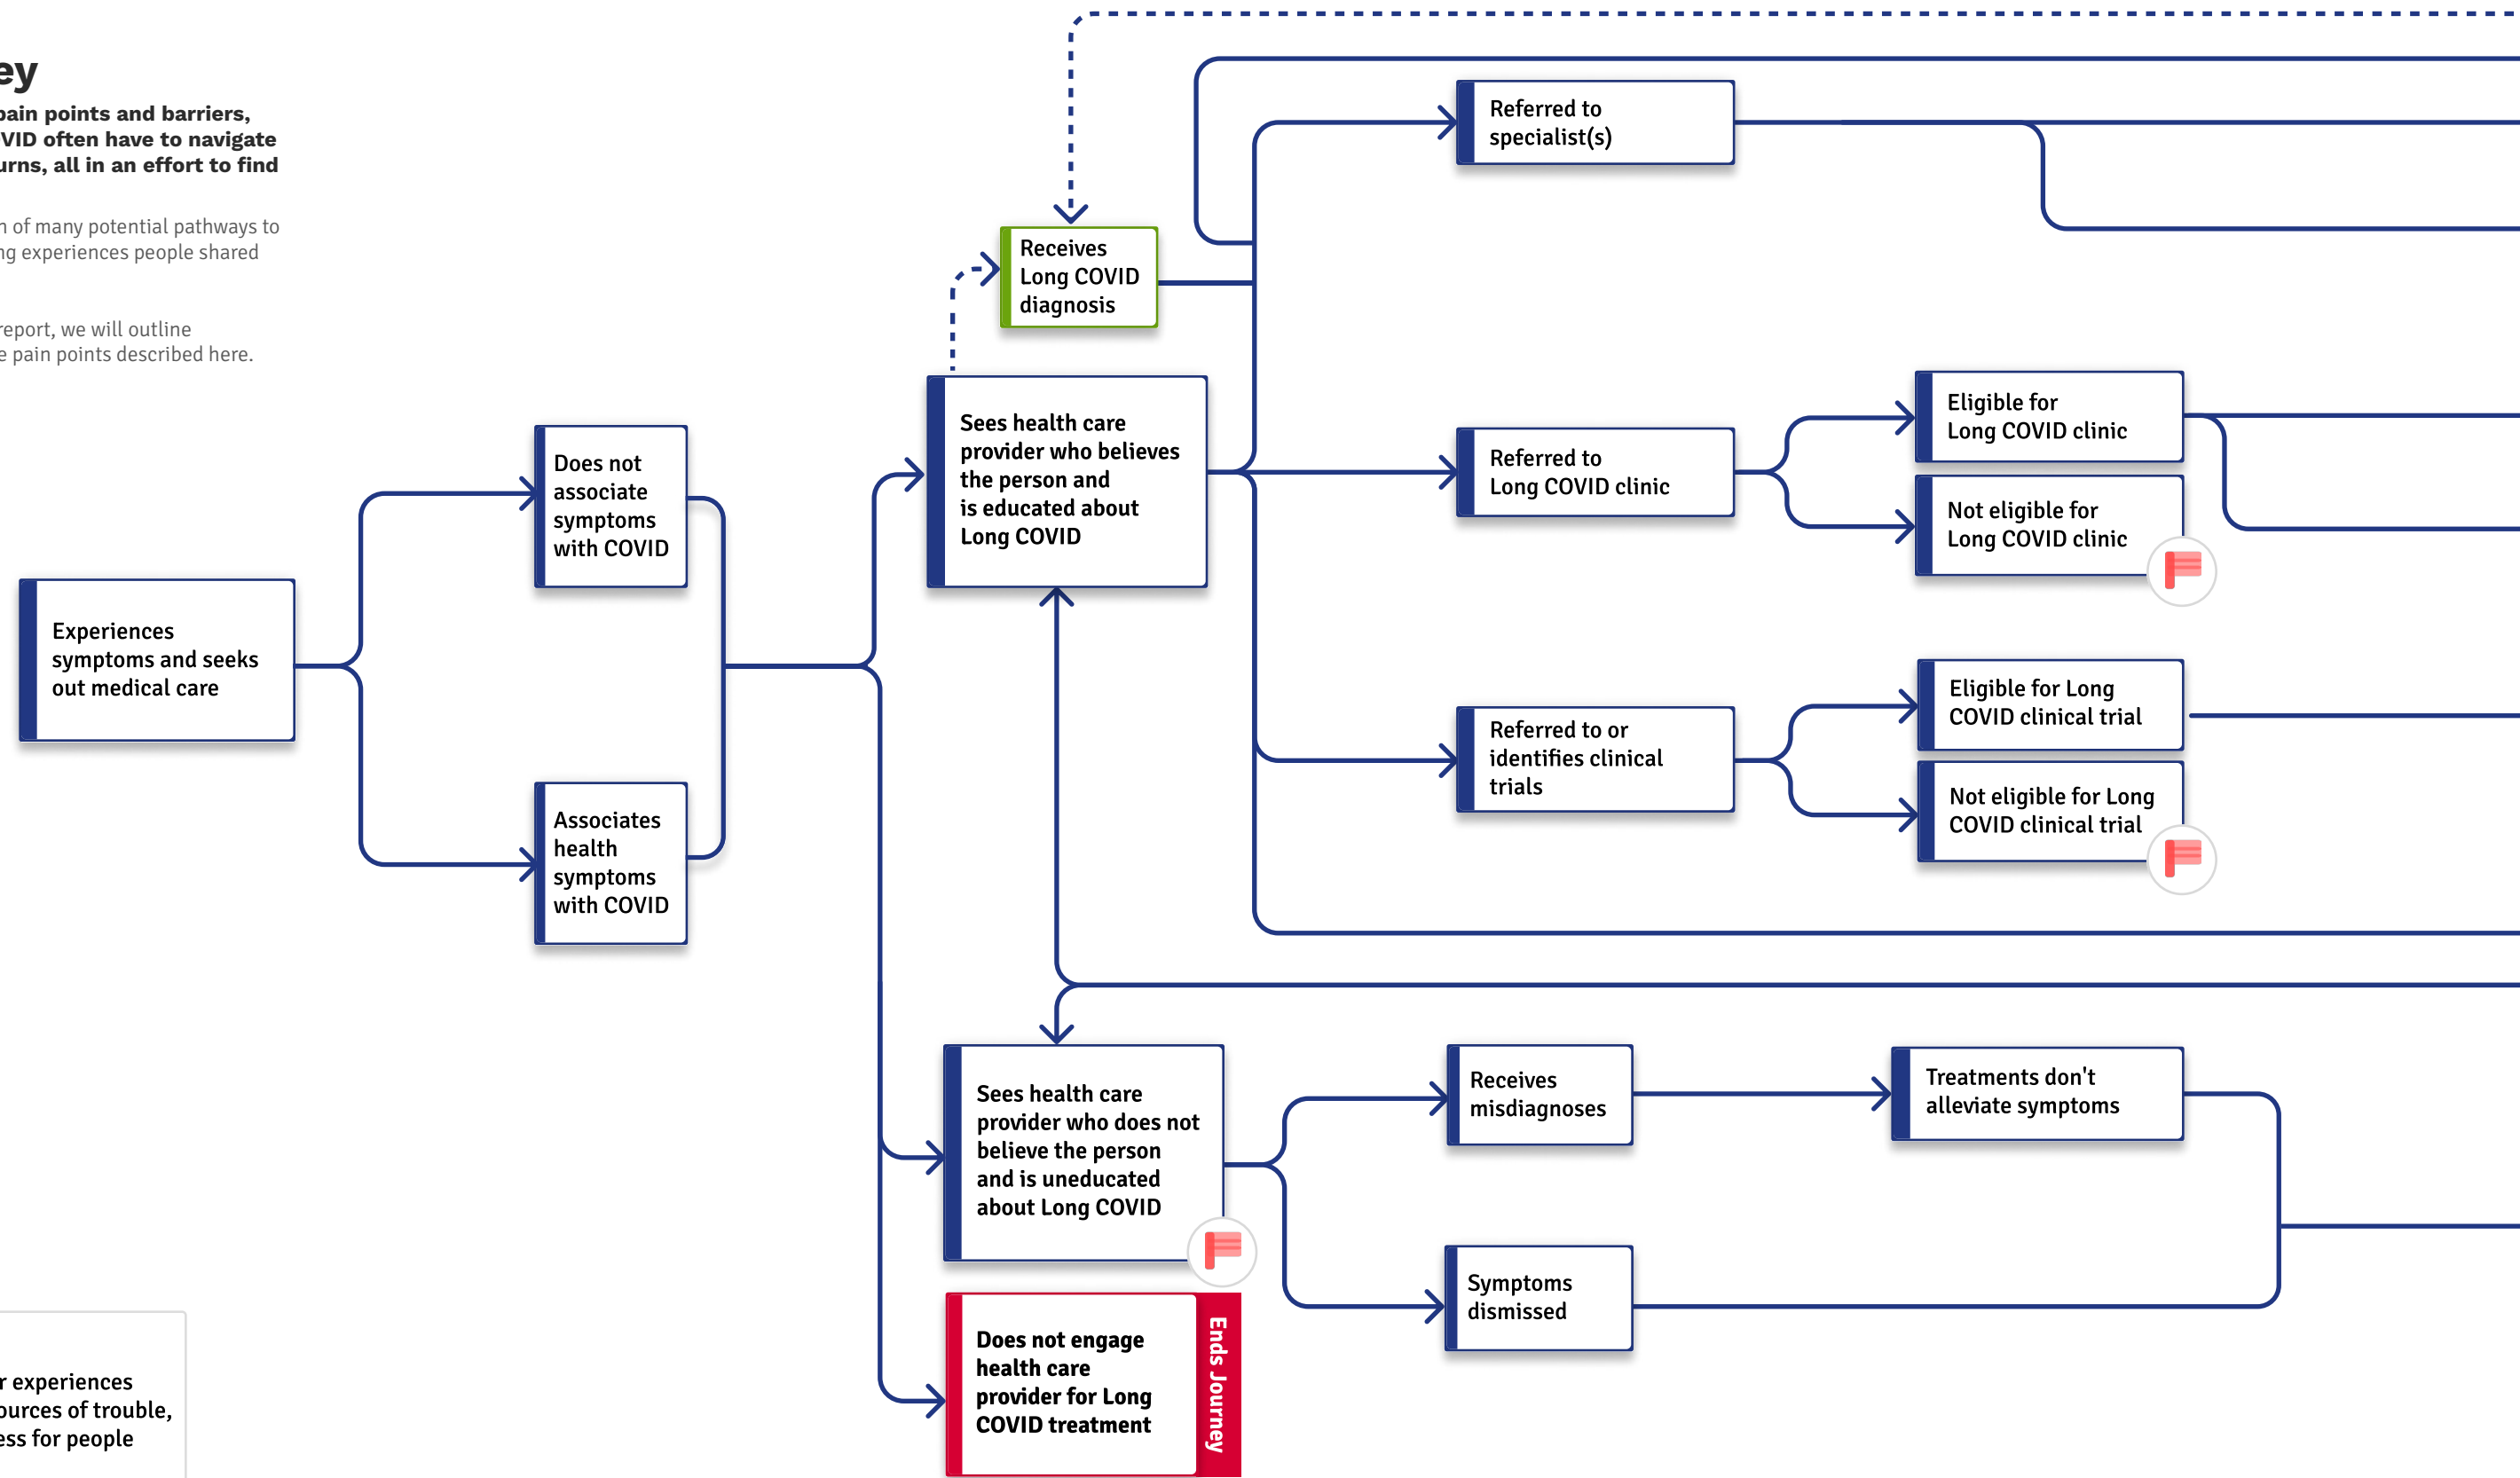 ey
pain points and barriers,
VID often have to navigate
urns, all in an effort to find
n of many potential pathways to
ng experiences people shared
report, we will outline
e pain points described here.
Referred to
specialist(s)
Receives
Long COVID
diagnosis
Sees health care
provider who believes
the person and
is educated about
Long COVID
Eligible for
Long COVID clinic
Referred to
Long COVID clinic
Not eligible for
Long COVID clinic
Does not
associate
symptoms
with COVID
Experiences
symptoms and seeks
out medical care
Associates
health
symptoms
with COVID
Eligible for Long
COVID clinical trial
Referred to or
identifies clinical
trials
Not eligible for Long
COVID clinical trial
Sees health care
provider who does not
believe the person
and is uneducated
about Long COVID
Receives
misdiagnoses
Treatments don't
alleviate symptoms
Symptoms
dismissed
Does not engage
health care
provider for Long
COVID treatment
Ends Journey
r experiences
ources of trouble,
ess for people